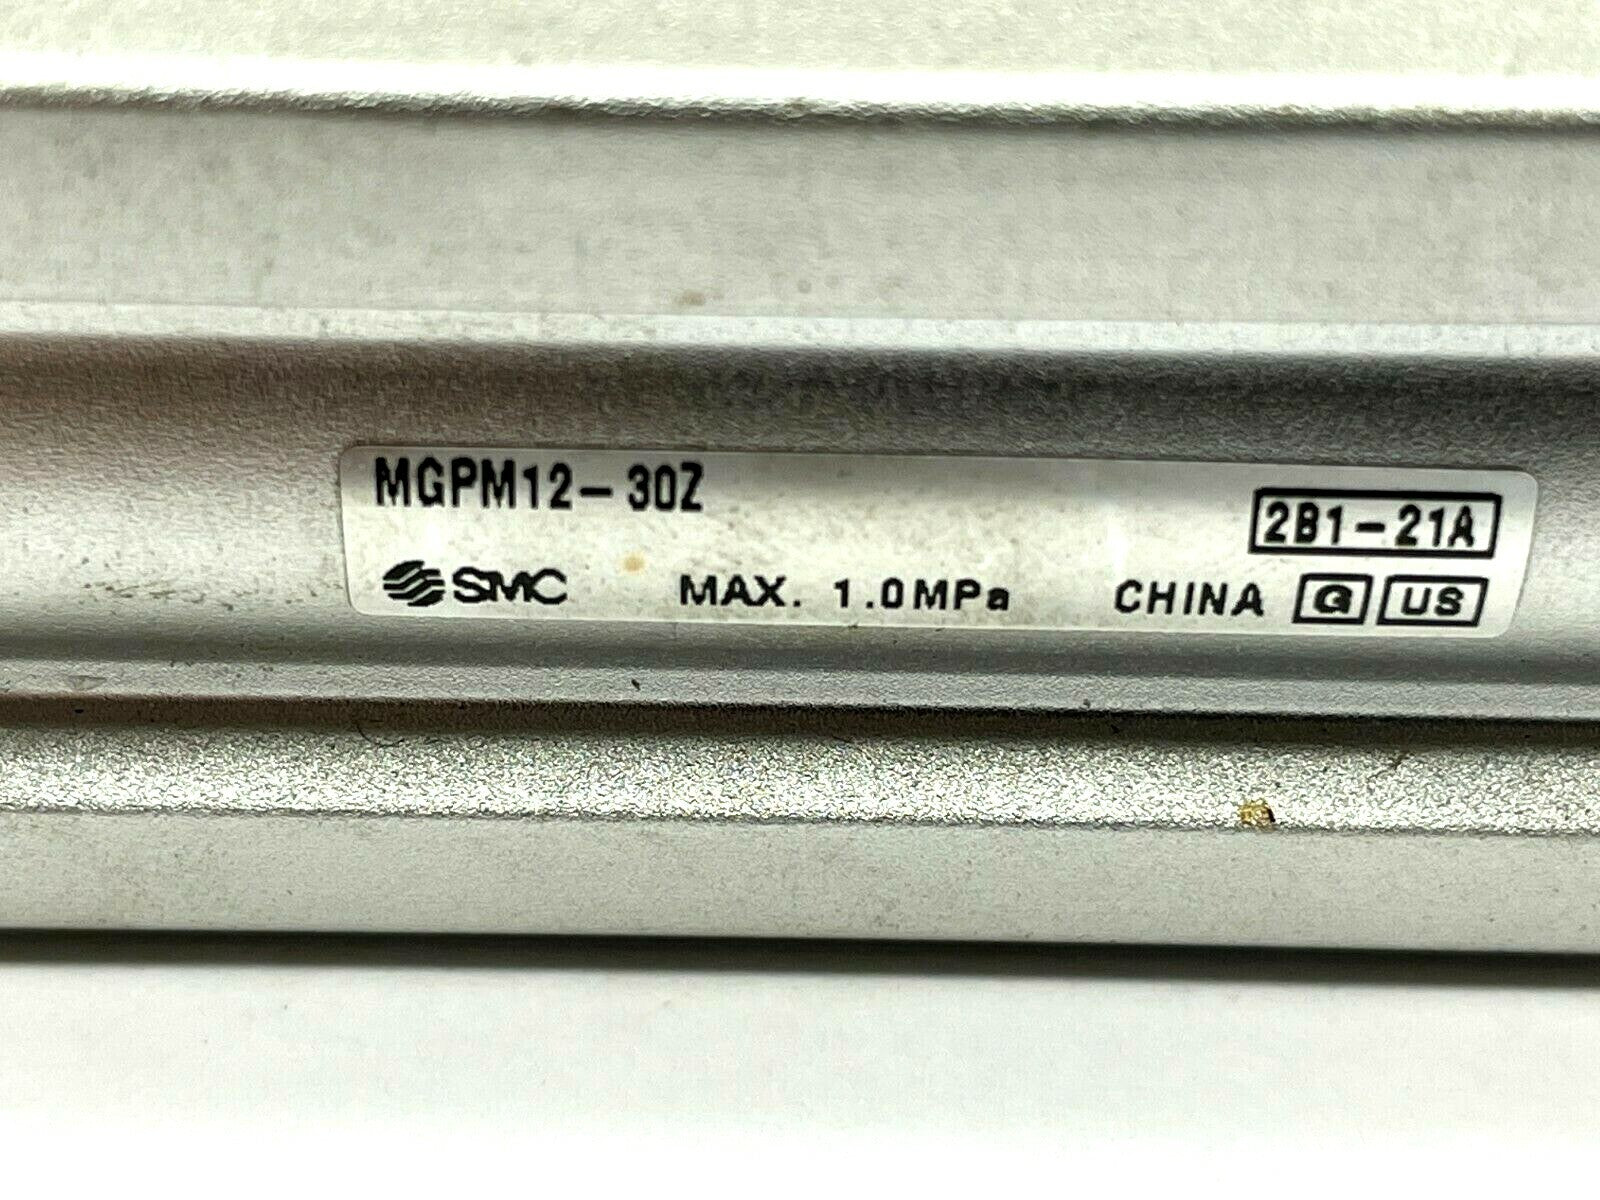 MGPM12-30Z 2B1-21A
SMC MAX. 1.0MPa CHINA G US